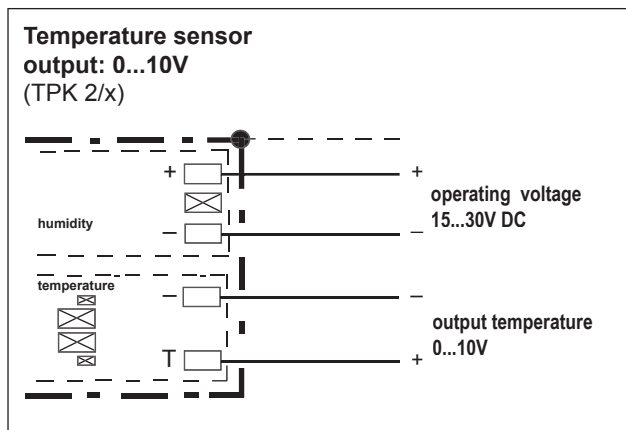 Temperature sensor
output: 0...10V
(TPK 2/x)
+ +
operating voltage
15...30V DC
humidity
– –
temperature
– –
output temperature
0...10V
T +